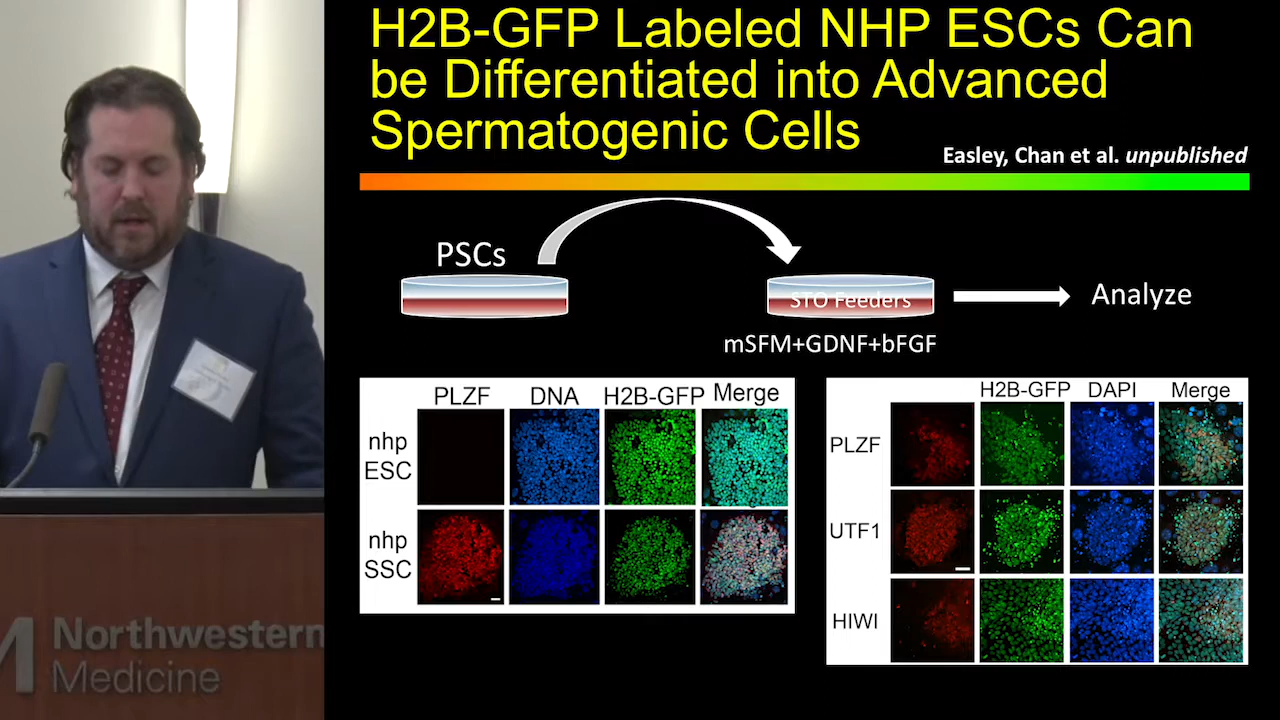 H2B-GFP Labeled NHP ESCs Can
be Differentiated into Advanced
Spermatogenic Cells
Easley, Chan et al. unpublished
PSCs
STO Feeders
Analyze
mSFM+GDNF+bFGF
PLZF DNA H2B-GFP Merge
nhp
ESC
nhp
SSC
H2B-GFP DAPI Merge
PLZF
UTF1
HIWI
Northwestern
Medicine